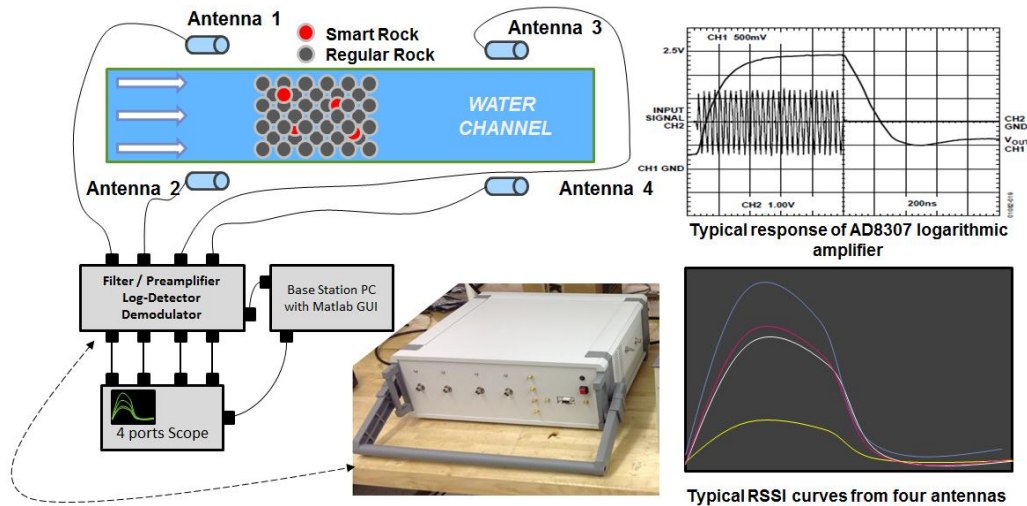 Antenna 1
Antenna 3
Smart Rock
Regular Rock
WATER
CHANNEL
Antenna 2
Antenna 4
Filter / Preamplifier
Log-Detector
Demodulator
Base Station PC
with Matlab GUI
4 ports Scope
CH1 500mV
2.5V
INPUT
SIGNAL
CH2
CH2
GND
VOUT
CH1
CH1 GND
CH2 1.00V
200ns
Typical response of AD8307 logarithmic
amplifier
Typical RSSI curves from four antennas